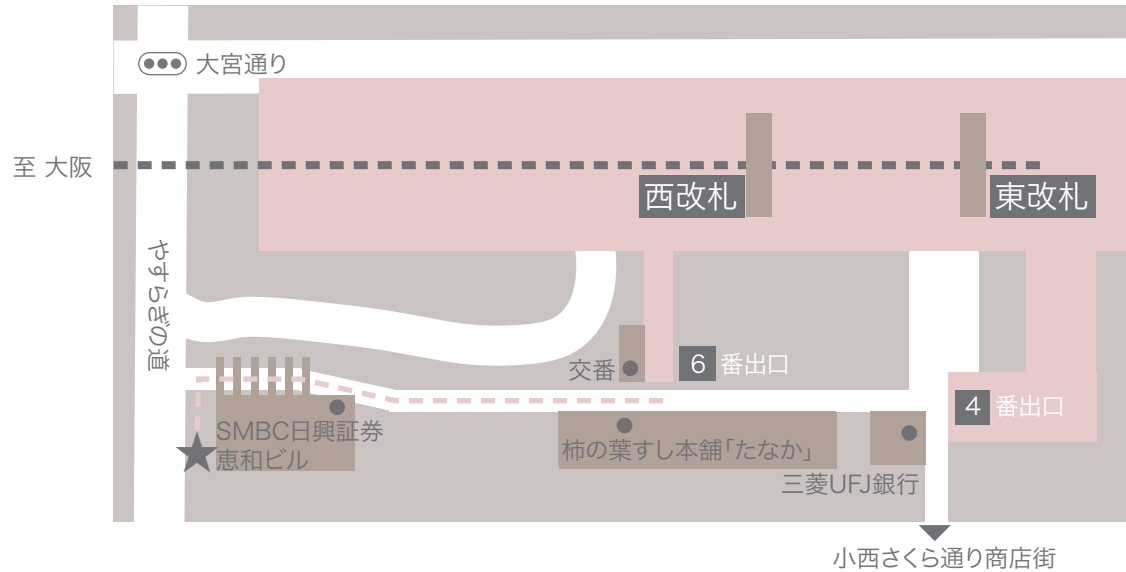 大宮通り
至 大阪
西改札
東改札
やすらぎの道
交番
6 番出口
4 番出口
SMBC日興証券
恵和ビル
柿の葉すし本舗「たなか」
三菱UFJ銀行
小西さくら通り商店街